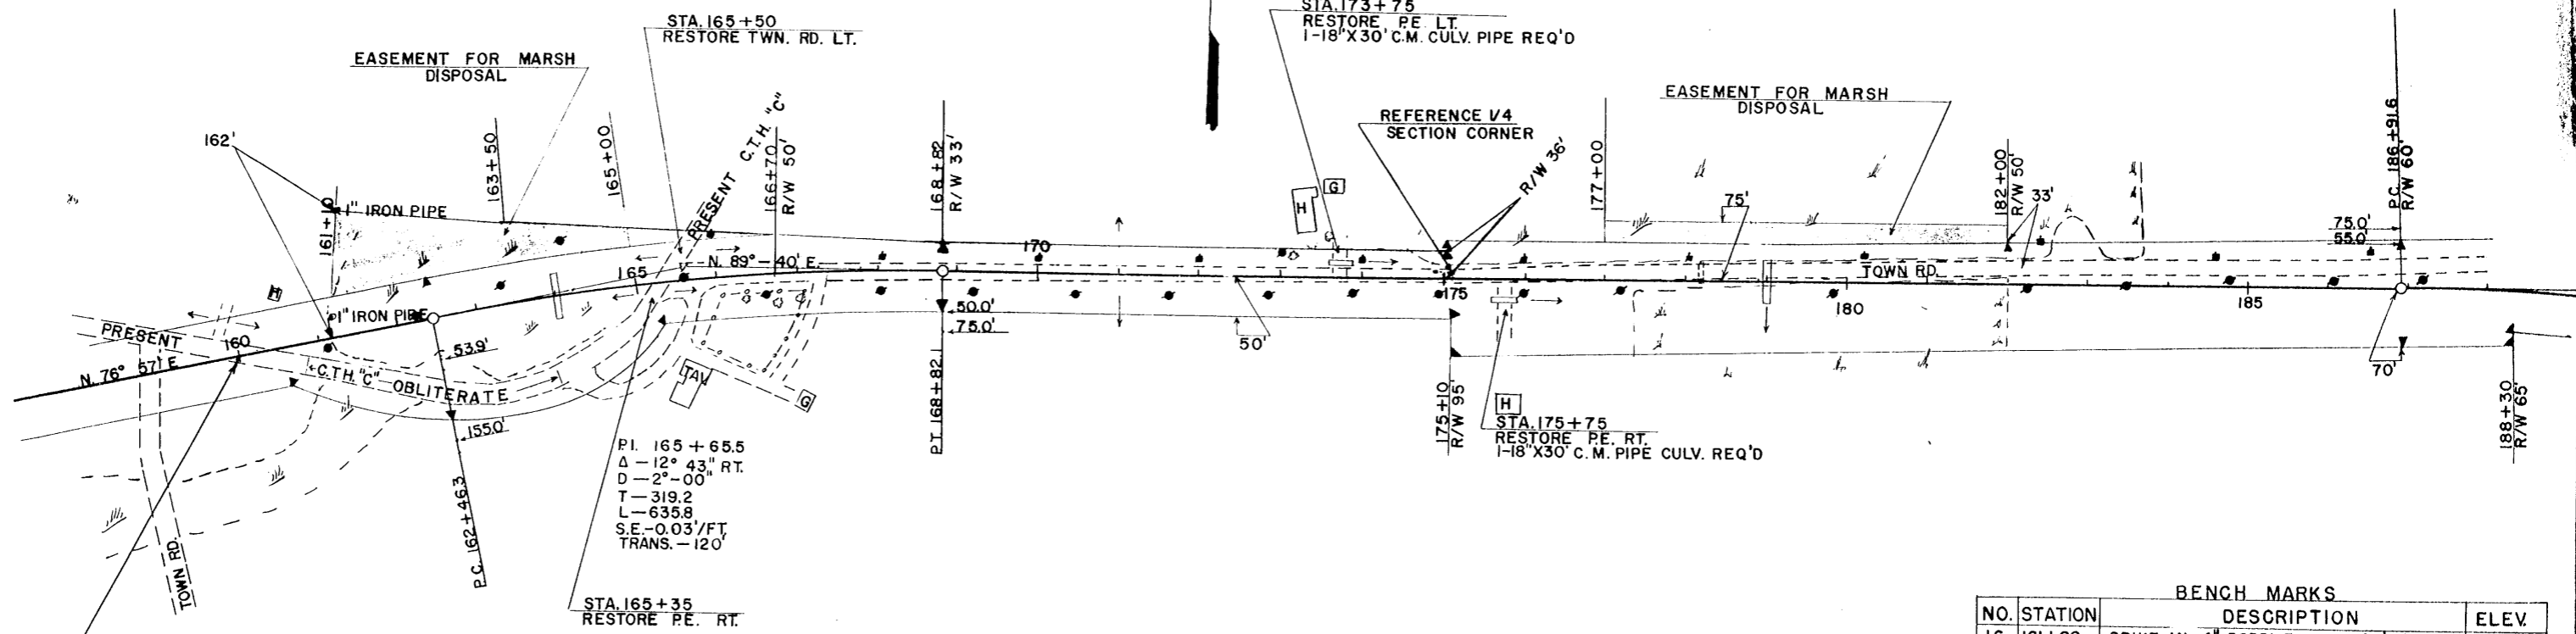 STA. 165+50
RESTORE TWN. RD. LT.
STA. 173+75
RESTORE P.E. LT.
1-18"X30' C.M. CULV. PIPE REQ'D
EASEMENT FOR MARSH
DISPOSAL
EASEMENT FOR MARSH
DISPOSAL
REFERENCE 1/4
SECTION CORNER
162'
161+10
1" IRON PIPE
163+50
165+00
PRESENT C.T.H. "C"
166+70
R/W 50'
168+82
R/W 33'
H
G
R/W 36'
177+00
75'
182+00
R/W 50'
33'
P.C. 186+91.6
R/W 60'
75.0'
55.0'
170
N. 89°-40' E.
165
TOWN RD.
H
1" IRON PIPE
PRESENT
160
N. 76° 57' E
C.T.H. "C" OBLITERATE
53.9'
155.0'
50.0'
75.0'
50'
175
180
185
70'
TAV.
G
P.T. 168+82.1
175+10
R/W 95'
188+30
R/W 65'
H
STA. 175+75
RESTORE P.E. RT.
1-18"X30' C.M. PIPE CULV. REQ'D
P.I. 165+65.5
Δ-12° 43" RT.
D-2°-00"
T-319.2
L-635.8
S.E.-0.03'/FT.
TRANS.-120'
P.C. 162+46.3
TOWN RD.
STA. 165+35
RESTORE P.E. RT.
BENCH MARKS
NO. STATION DESCRIPTION ELEV.